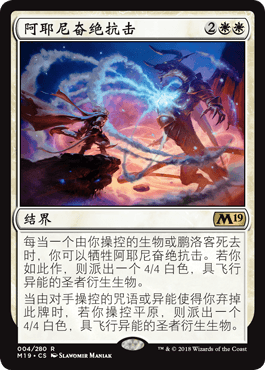 阿耶尼奋绝抗击 2
结界 M19
每当一个由你操控的生物或鹏洛客死去
时，你可以牺牲阿耶尼奋绝抗击。若你
如此作，则派出一个 4/4 白色，具飞行
异能的圣者衍生生物。
当由对手操控的咒语或异能使得你弃掉
此牌时，若你操控平原，则派出一个
4/4 白色，具飞行异能的圣者衍生生物。
004/280 R
M19 • CS SLAWOMIR MANIAK
™ & © 2018 Wizards of the Coast